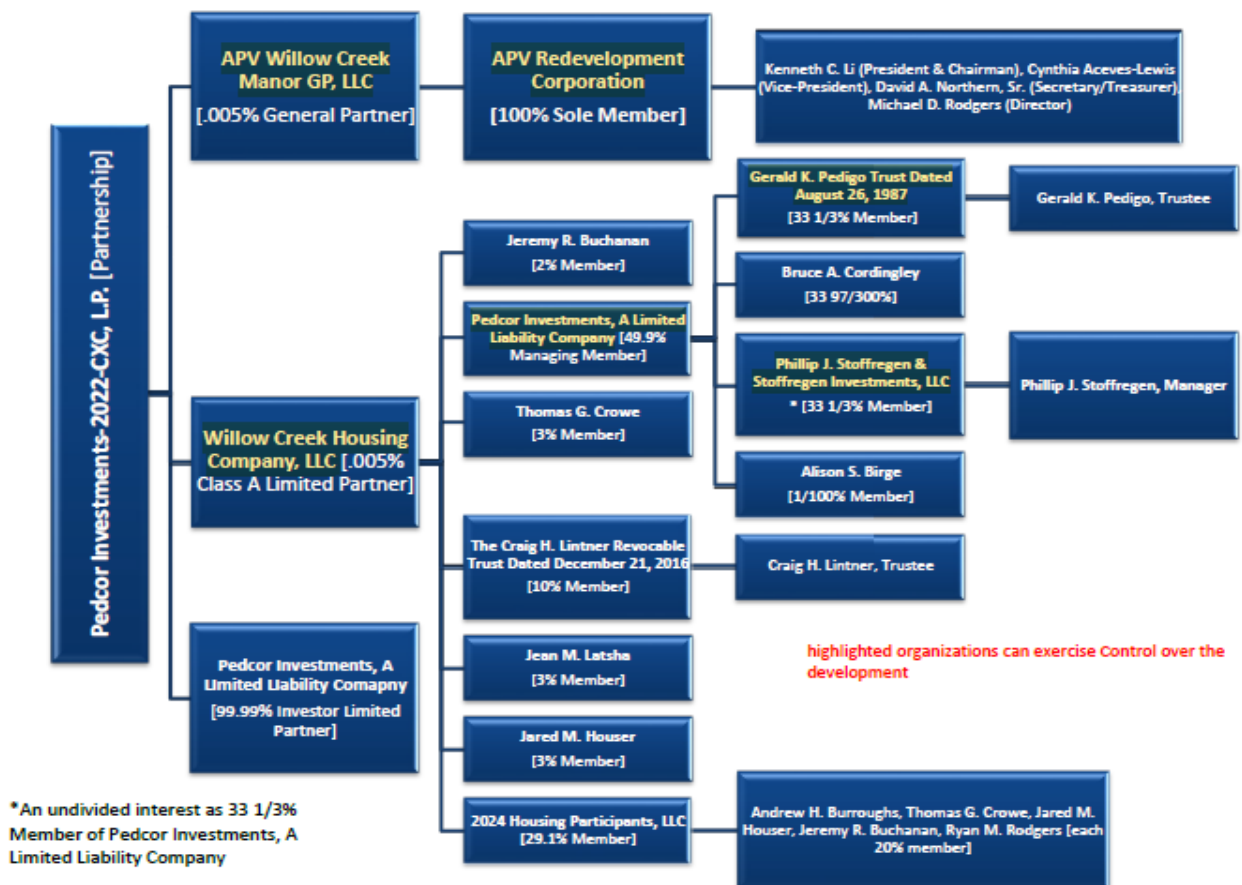 Pedcor Investments-2022-CXC, L.P. [Partnership]
APV Willow Creek
Manor GP, LLC
[.005% General Partner]
APV Redevelopment
Corporation
[100% Sole Member]
Kenneth C. Li (President & Chairman), Cynthia Aceves-Lewis
(Vice-President), David A. Northern, Sr. (Secretary/Treasurer),
Michael D. Rodgers (Director)
Willow Creek Housing
Company, LLC [.005%
Class A Limited Partner]
Jeremy R. Buchanan
[2% Member]
Pedcor Investments, A Limited
Liability Company [49.9%
Managing Member]
Gerald K. Pedigo Trust Dated
August 26, 1987
[33 1/3% Member]
Gerald K. Pedigo, Trustee
Bruce A. Cordingley
[33 97/300%]
Phillip J. Stoffregen &
Stoffregen Investments, LLC
* [33 1/3% Member]
Phillip J. Stoffregen, Manager
Alison S. Birge
[1/100% Member]
Thomas G. Crowe
[3% Member]
The Craig H. Lintner Revocable
Trust Dated December 21, 2016
[10% Member]
Craig H. Lintner, Trustee
Jean M. Latsha
[3% Member]
Jared M. Houser
[3% Member]
2024 Housing Participants, LLC
[29.1% Member]
Andrew H. Burroughs, Thomas G. Crowe, Jared M.
Houser, Jeremy R. Buchanan, Ryan M. Rodgers [each
20% member]
Pedcor Investments, A
Limited Liability Comapny
[99.99% Investor Limited
Partner]
highlighted organizations can exercise Control over the
development
*An undivided interest as 33 1/3%
Member of Pedcor Investments, A
Limited Liability Company